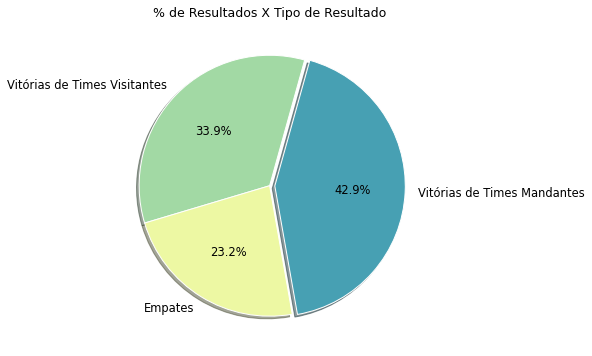 % de Resultados X Tipo de Resultado
Vitórias de Times Visitantes
33.9%
42.9%
Vitórias de Times Mandantes
23.2%
Empates